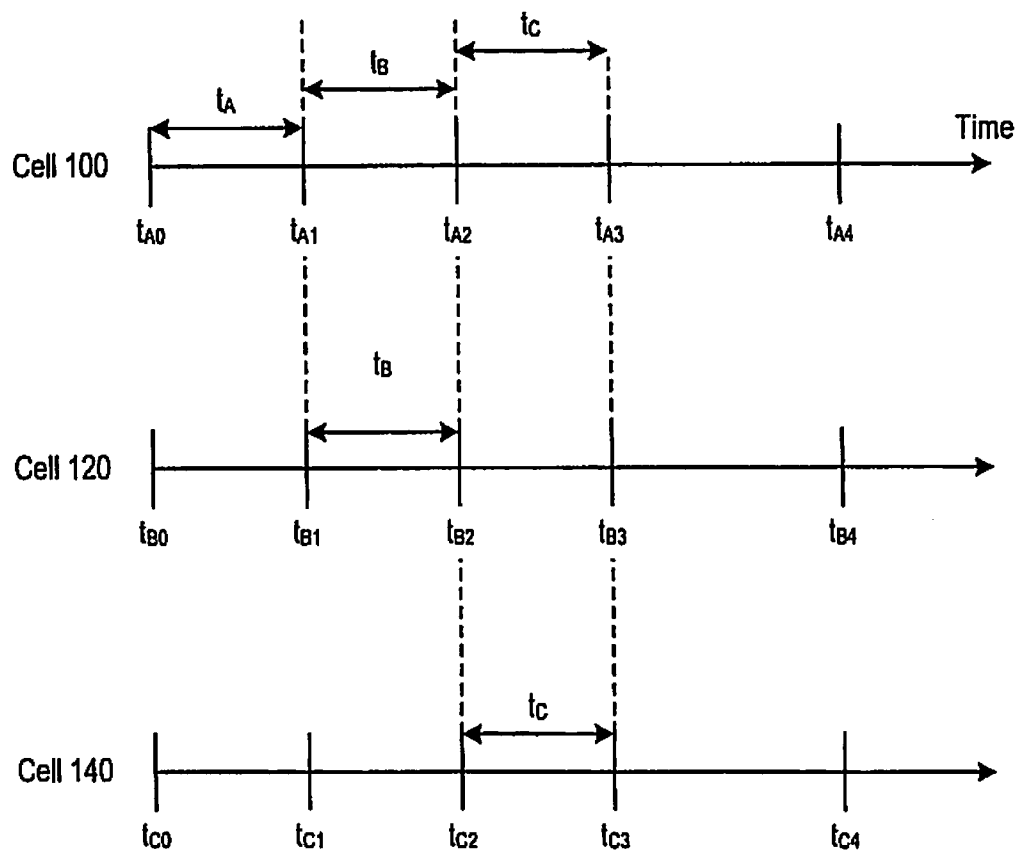 tC
tB
tA
Time
Cell 100
tA0 tA1 tA2 tA3 tA4
tB
Cell 120
tB0 tB1 tB2 tB3 tB4
tC
Cell 140
tC0 tC1 tC2 tC3 tC4